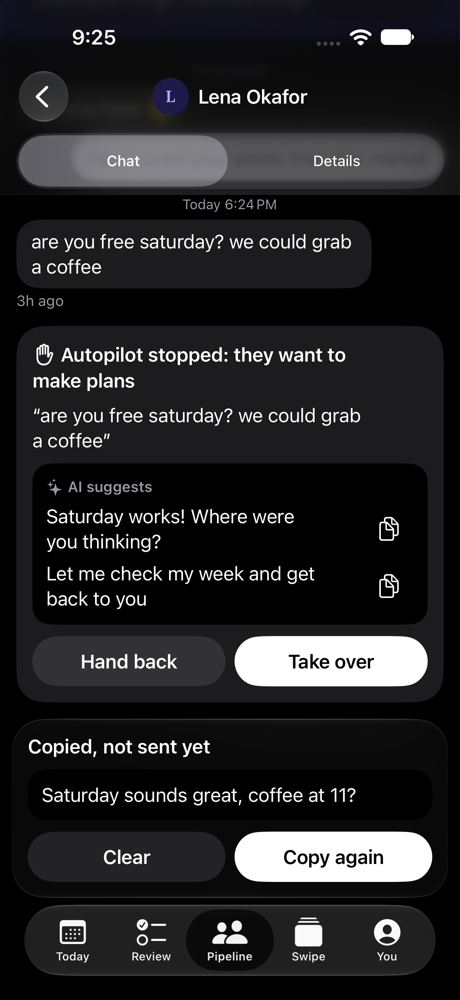 9:25
L
Lena Okafor
Chat
Details
Today 6:24 PM
are you free saturday? we could grab
a coffee
3h ago
Autopilot stopped: they want to
make plans
“are you free saturday? we could grab
a coffee”
AI suggests
Saturday works! Where were
you thinking?
Let me check my week and get
back to you
Hand back
Take over
Copied, not sent yet
Saturday sounds great, coffee at 11?
Clear
Copy again
Today
Review
Pipeline
Swipe
You